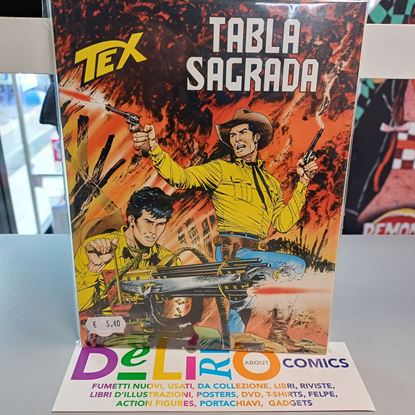 TEX
TABLA
SAGRADA
€ 5,40
DeLiRiO ABOUT COMICS
FUMETTI NUOVI, USATI, DA COLLEZIONE, LIBRI, RIVISTE,
LIBRI D'ILLUSTRAZIONI, POSTERS, DVD, T-SHIRTS, FELPE,
ACTION FIGURES, PORTACHIAVI, GADGETS